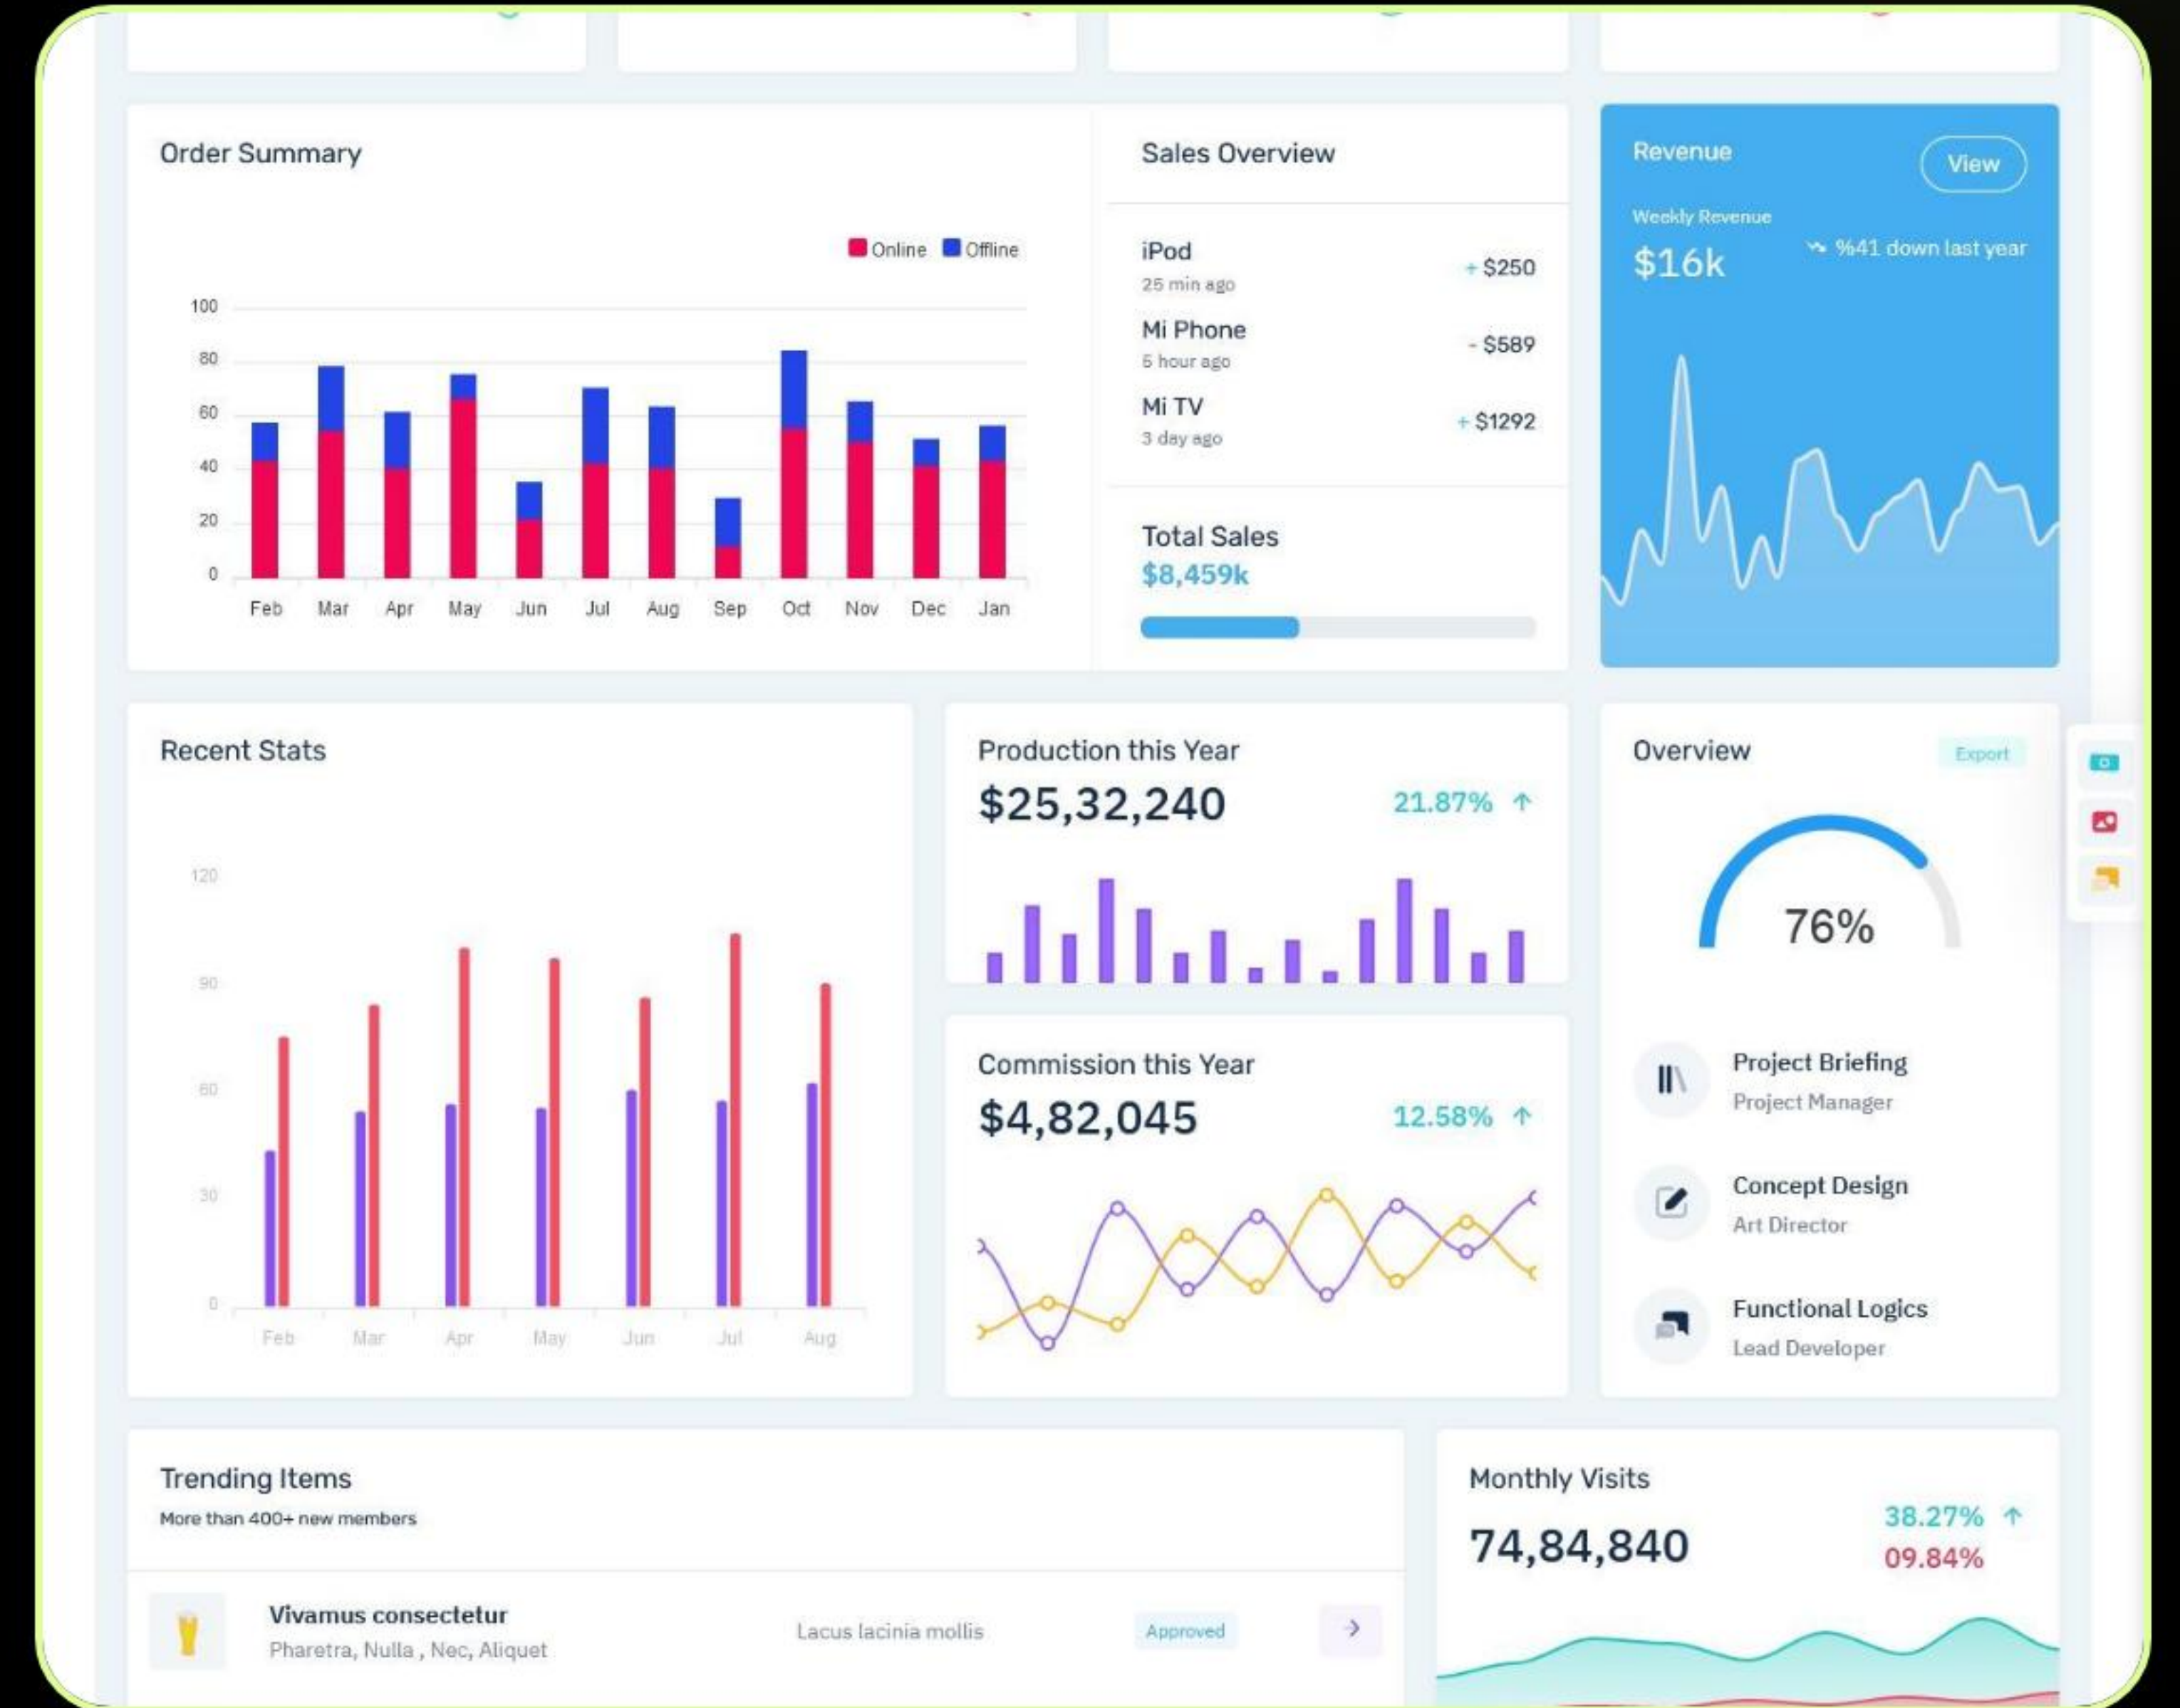 Order Summary
Online Offline
100
80
60
40
20
0
Feb Mar Apr May Jun Jul Aug Sep Oct Nov Dec Jan
Sales Overview
iPod
+ $250
25 min ago
Mi Phone
- $589
5 hour ago
Mi TV
+ $1292
3 day ago
Total Sales
$8,459k
Revenue
View
Weekly Revenue
$16k
%41 down last year
Recent Stats
120
90
60
30
0
Feb Mar Apr May Jun Jul Aug
Production this Year
$25,32,240 21.87%
Commission this Year
$4,82,045 12.58%
Overview Export
76%
Project Briefing
Project Manager
Concept Design
Art Director
Functional Logics
Lead Developer
Trending Items
More than 400+ new members
Vivamus consectetur
Pharetra, Nulla , Nec, Aliquet
Lacus lacinia mollis
Approved
Monthly Visits
74,84,840
38.27%
09.84%